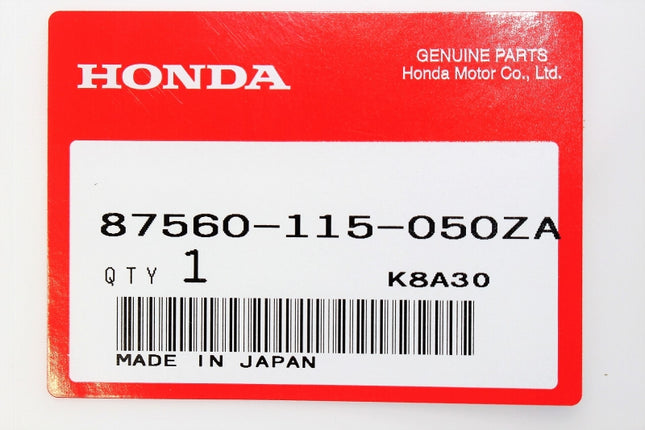 HONDA
GENUINE PARTS
Honda Motor Co., Ltd.
87560-115-050ZA
QTY 1
K8A30
MADE IN JAPAN